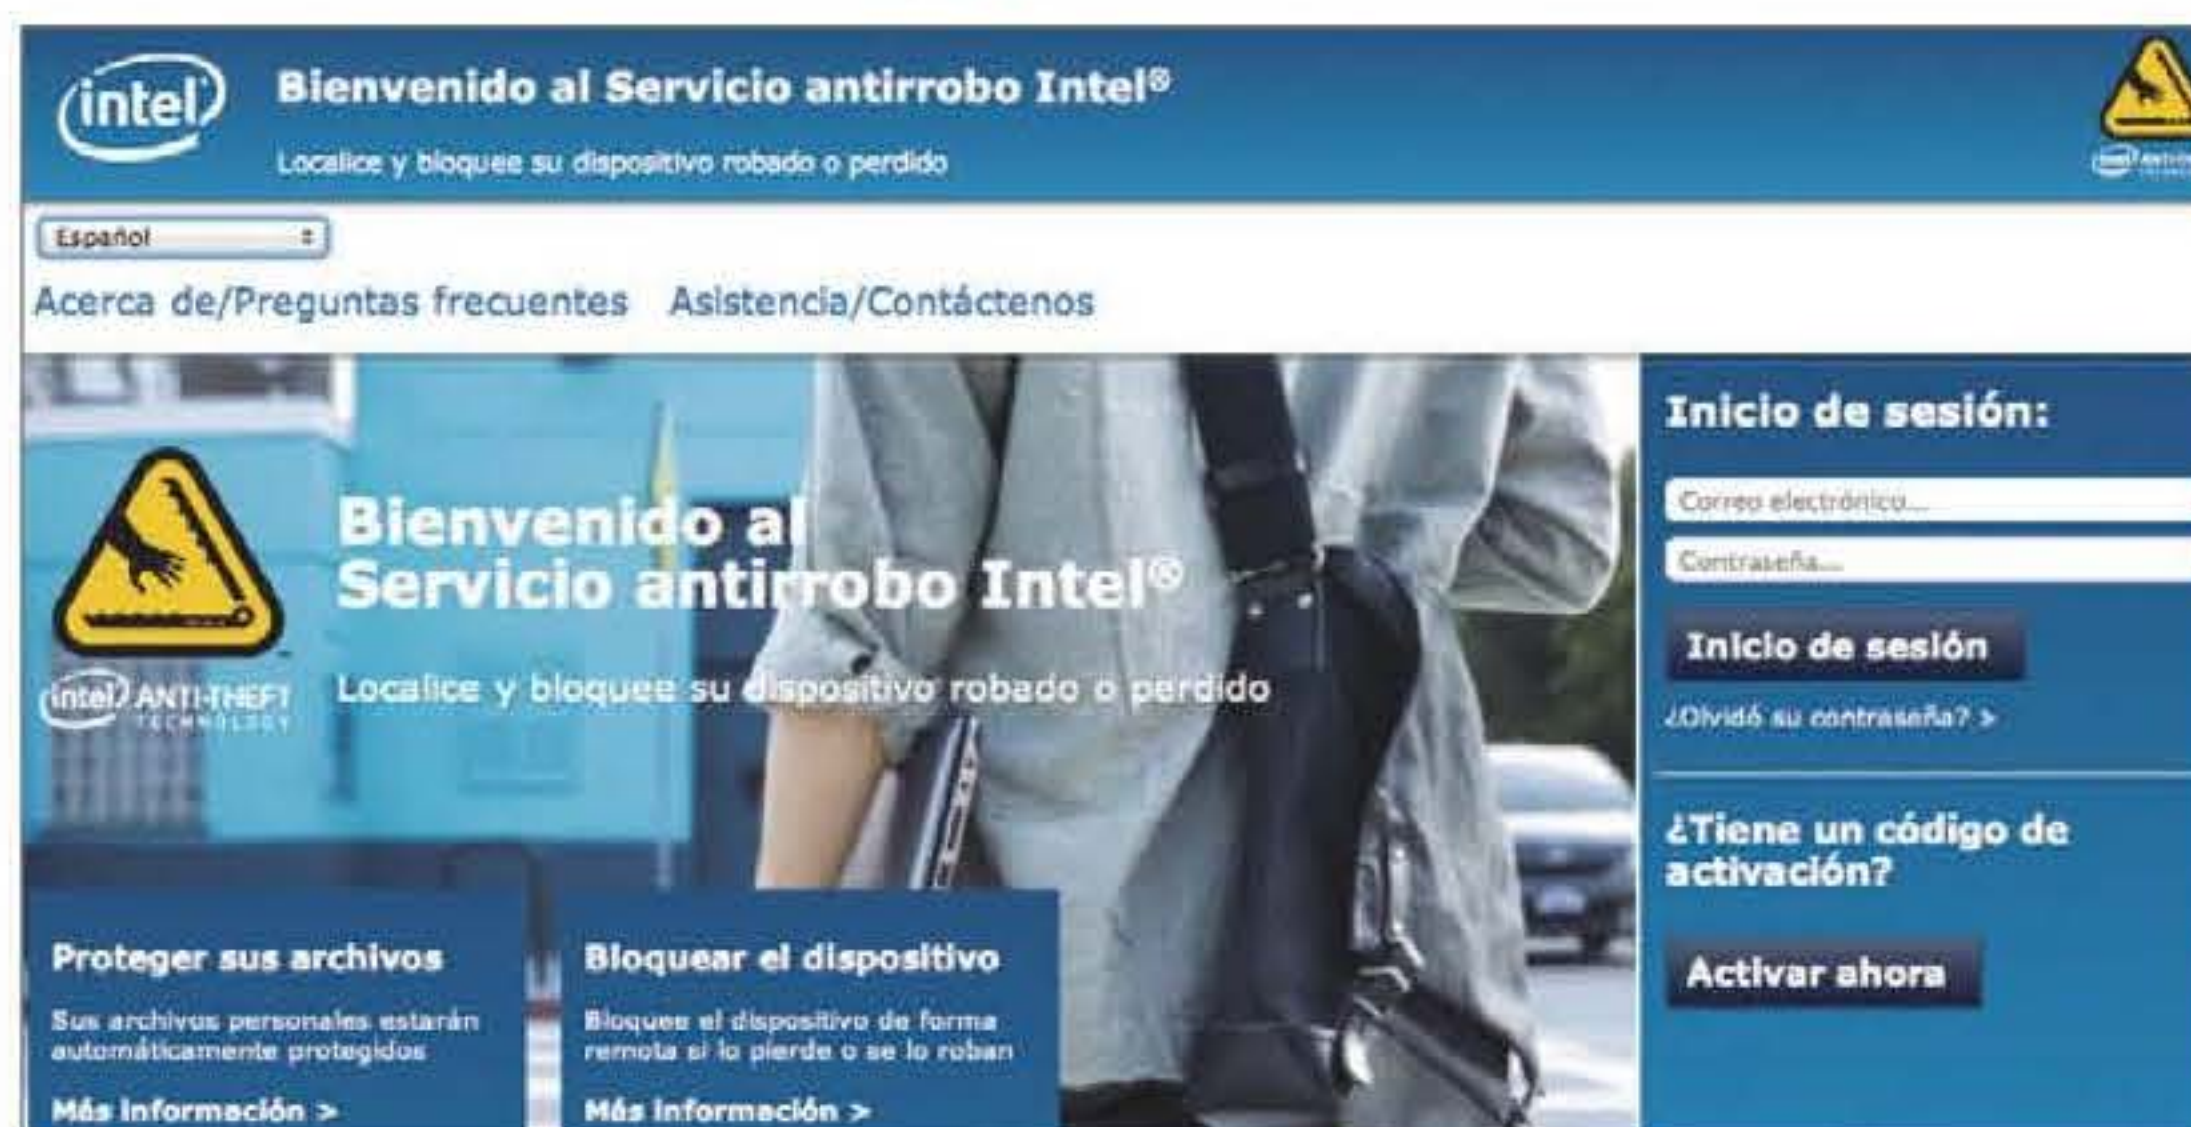 intel
Bienvenido al Servicio antirrobo Intel®
Localice y bloquee su dispositivo robado o perdido
Español
Acerca de/Preguntas frecuentes Asistencia/Contáctenos
Bienvenido al
Servicio antirrobo Intel®
Localice y bloquee su dispositivo robado o perdido
intel ANTI-THEFT
TECHNOLOGY
Proteger sus archivos
Sus archivos personales estarán
automáticamente protegidos
Más información >
Bloquear el dispositivo
Bloquee el dispositivo de forma
remota si lo pierde o se lo roban
Más información >
Inicio de sesión:
Correo electrónico...
Contraseña...
Inicio de sesión
¿Olvidó su contraseña? >
¿Tiene un código de
activación?
Activar ahora